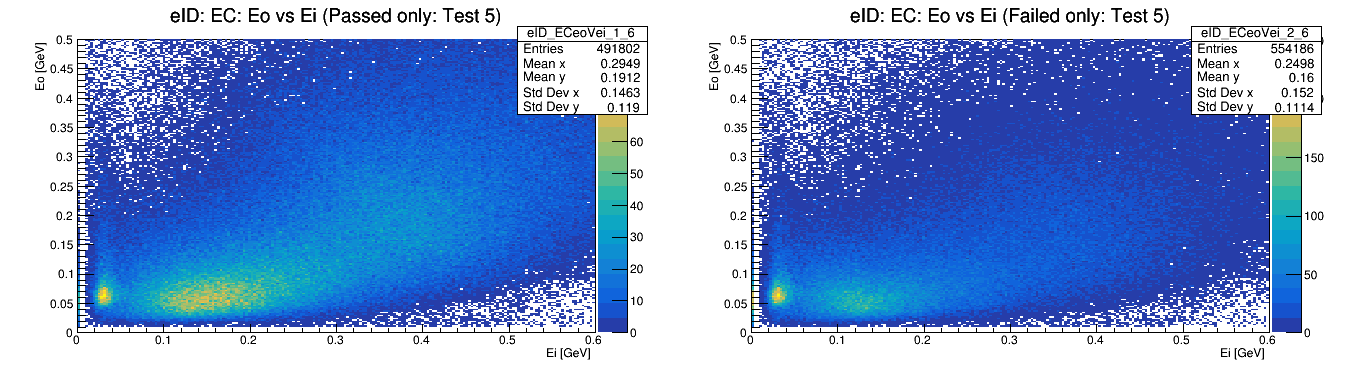 eID: EC: Eo vs Ei (Passed only: Test 5)
eID_ECeoVei_1_6
Entries 491802
Mean x 0.2949
Mean y 0.1912
Std Dev x 0.1463
Std Dev y 0.119
Eo [GeV]
0.5
0.45
0.4
0.35
0.3
0.25
0.2
0.15
0.1
0.05
0
0 0.1 0.2 0.3 0.4 0.5 0.6
Ei [GeV]
60
50
40
30
20
10
0
eID: EC: Eo vs Ei (Failed only: Test 5)
eID_ECeoVei_2_6
Entries 554186
Mean x 0.2498
Mean y 0.16
Std Dev x 0.152
Std Dev y 0.1114
Eo [GeV]
0.5
0.45
0.4
0.35
0.3
0.25
0.2
0.15
0.1
0.05
0
0 0.1 0.2 0.3 0.4 0.5 0.6
Ei [GeV]
150
100
50
0